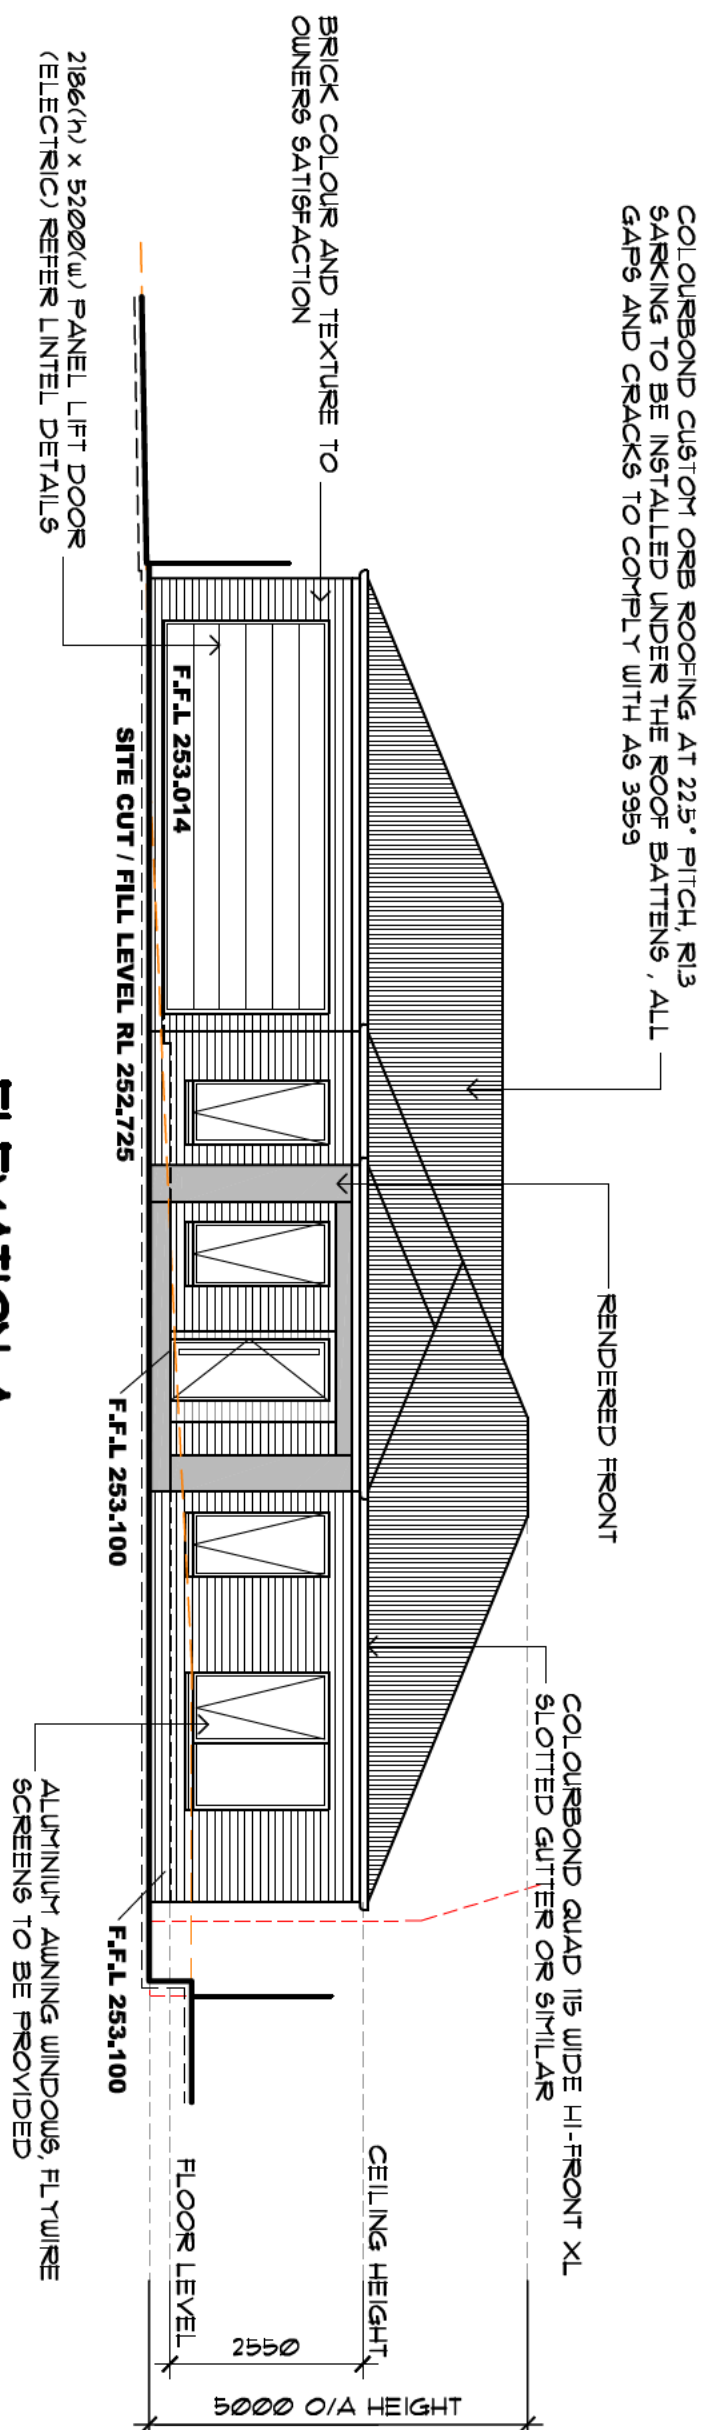 COLOURBOND CUSTOM ORB ROOFING AT 22.5° PITCH, R1.3
SARKING TO BE INSTALLED UNDER THE ROOF BATTENS , ALL
GAPS AND CRACKS TO COMPLY WITH AS 3959
RENDERED FRONT
COLOURBOND QUAD 115 WIDE HI-FRONT XL
SLOTTED GUTTER OR SIMILAR
BRICK COLOUR AND TEXTURE TO
OWNERS SATISFACTION
CEILING HEIGHT
2550
5000 O/A HEIGHT
FLOOR LEVEL
F.F.L 253.014
SITE CUT / FILL LEVEL RL 252.725
F.F.L 253.100
F.F.L 253.100
2186(h) x 5200(w) PANEL LIFT DOOR
(ELECTRIC) REFER LINTEL DETAILS
ALUMINIUM AWNING WINDOWS, FLYWIRE
SCREENS TO BE PROVIDED